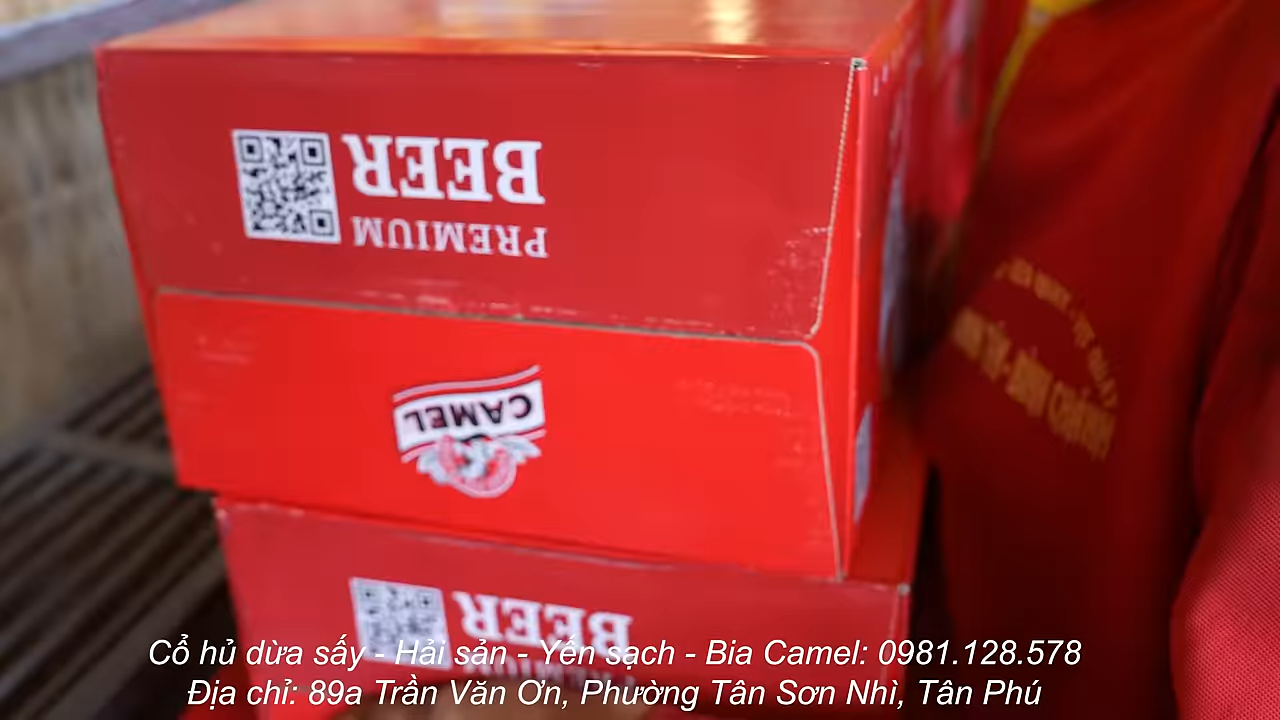 BEER
PREMIUM
CAMEL
BEER
PREMIUM
Cổ hủ dừa sấy - Hải sản - Yến sạch - Bia Camel: 0981.128.578
Địa chỉ: 89a Trần Văn Ơn, Phường Tân Sơn Nhì, Tân Phú